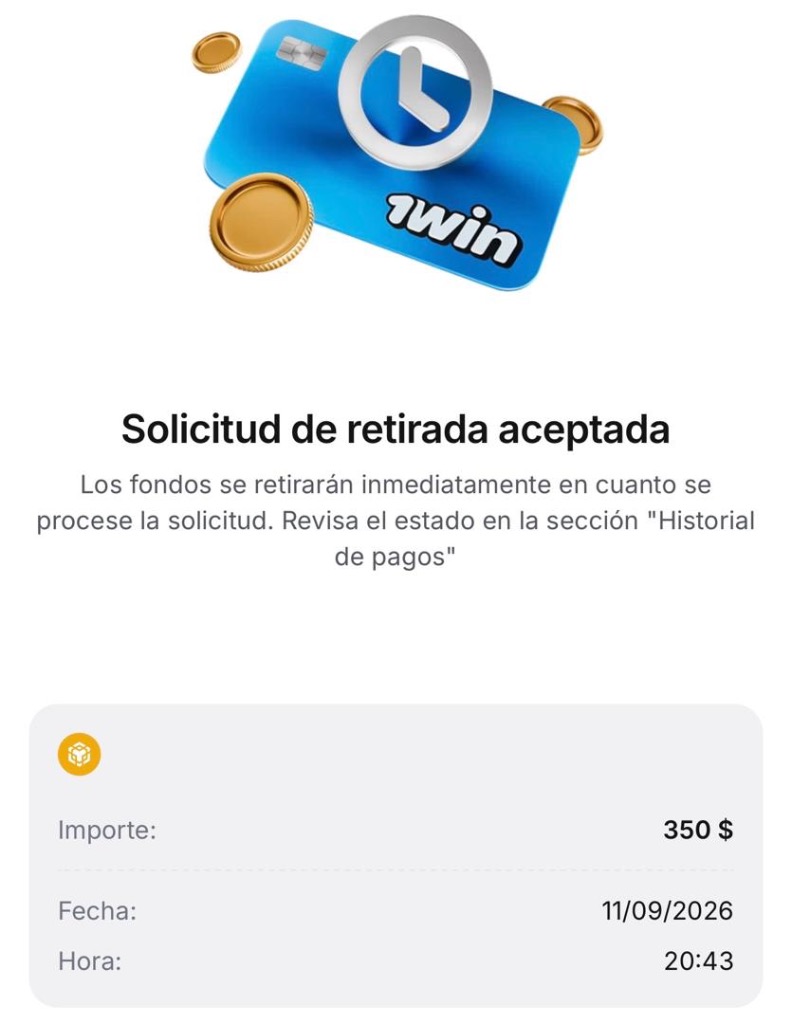 1win
Solicitud de retirada aceptada
Los fondos se retirarán inmediatamente en cuanto se
procese la solicitud. Revisa el estado en la sección "Historial
de pagos"
Importe: 350 $
Fecha: 11/09/2026
Hora: 20:43